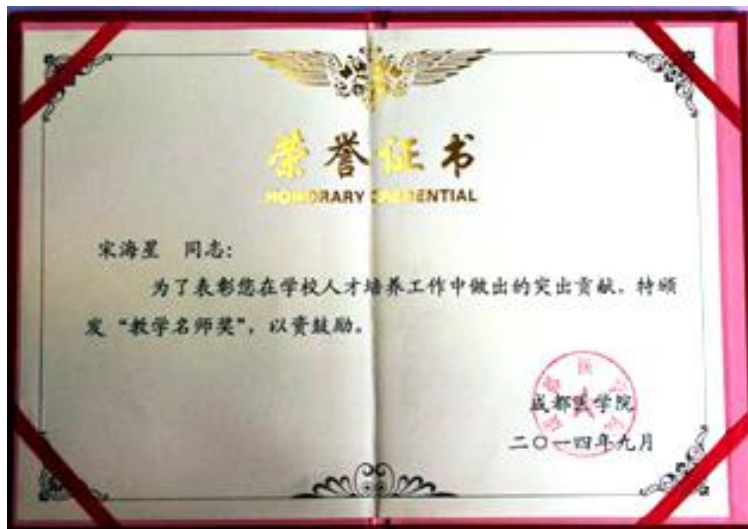 荣誉证书
HONORARY CREDENTIAL
宋海星 同志:
为了表彰您在学校人才培养工作中做出的突出贡献,特颁
发“教学名师奖”,以资鼓励。
成都医学院
二〇一四年九月